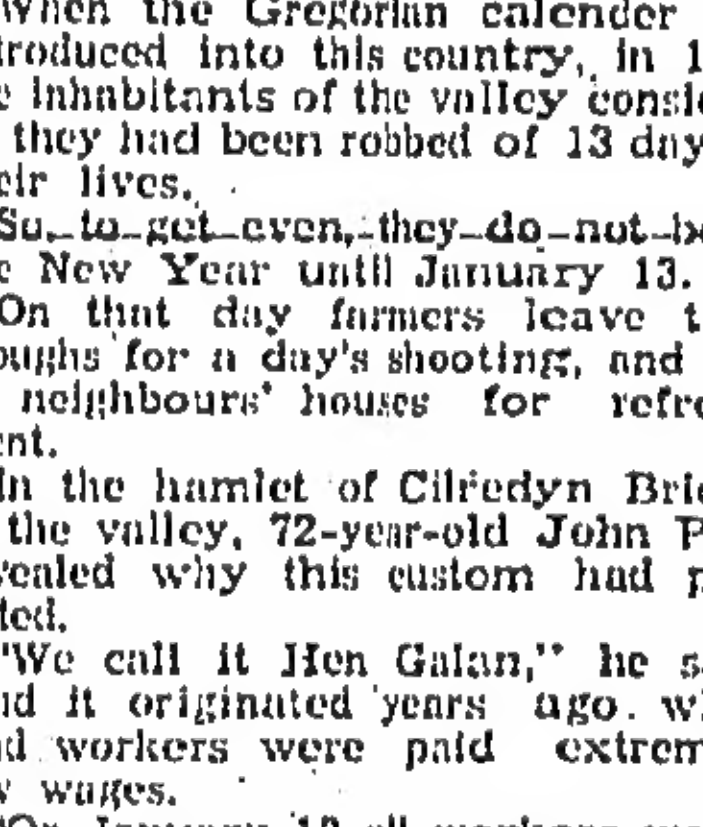 When the Gregorian calender
troduced into this country, in 1
e inhabitants of the valley consi
they had been robbed of 13 day
eir lives.
So to get even, they do not be
e New Year until January 13.
On that day farmers leave t
oughs for a day's shooting, and
neighbours' houses for refre
ent.
In the hamlet of Cilredyn Bri
the valley, 72-year-old John P
vealed why this custom had p
ted.
"We call it Hen Galan," he s
nd it originated years ago w
nd workers were paid extrem
w wages.